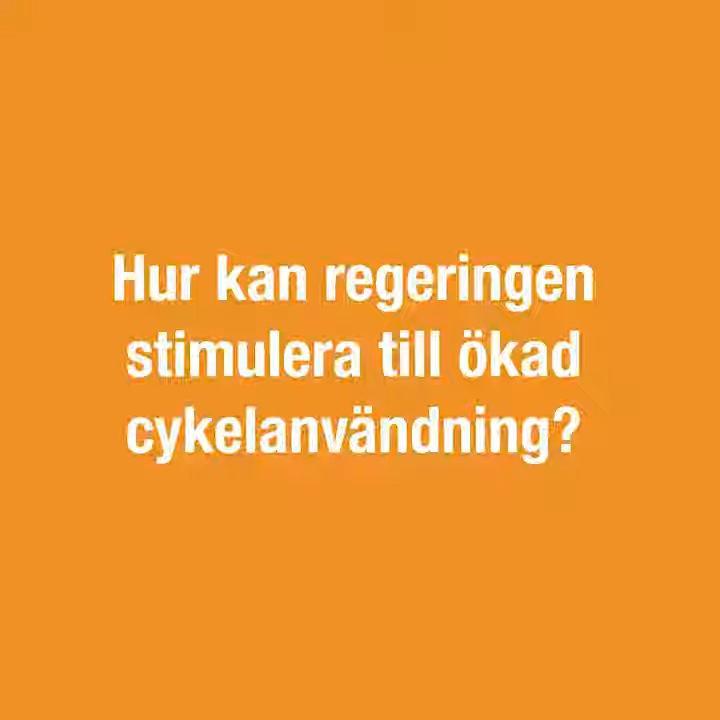 Hur kan regeringen
stimulera till ökad
cykelanvändning?